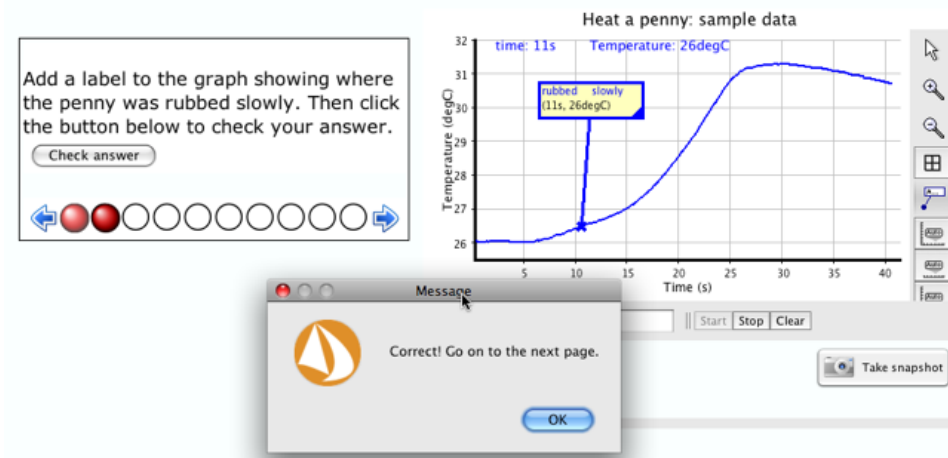 Heat a penny: sample data
Add a label to the graph showing where
the penny was rubbed slowly. Then click
the button below to check your answer.
Check answer
time: 11s Temperature: 26degC
rubbed slowly
(11s, 26degC)
Temperature (degC)
32
31
30
29
28
27
26
5 10 15 20 25 30 35 40
Time (s)
Start Stop Clear
Take snapshot
Message
Correct! Go on to the next page.
OK